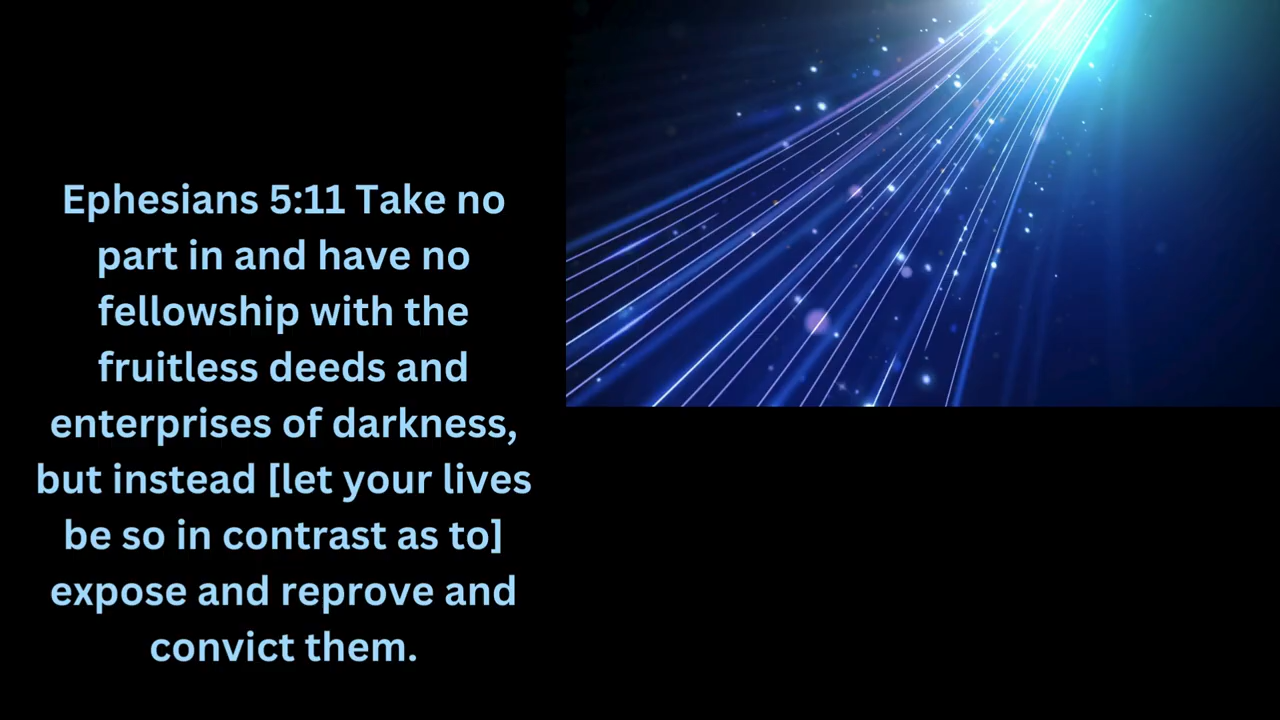 Ephesians 5:11 Take no
part in and have no
fellowship with the
fruitless deeds and
enterprises of darkness,
but instead [let your lives
be so in contrast as to]
expose and reprove and
convict them.